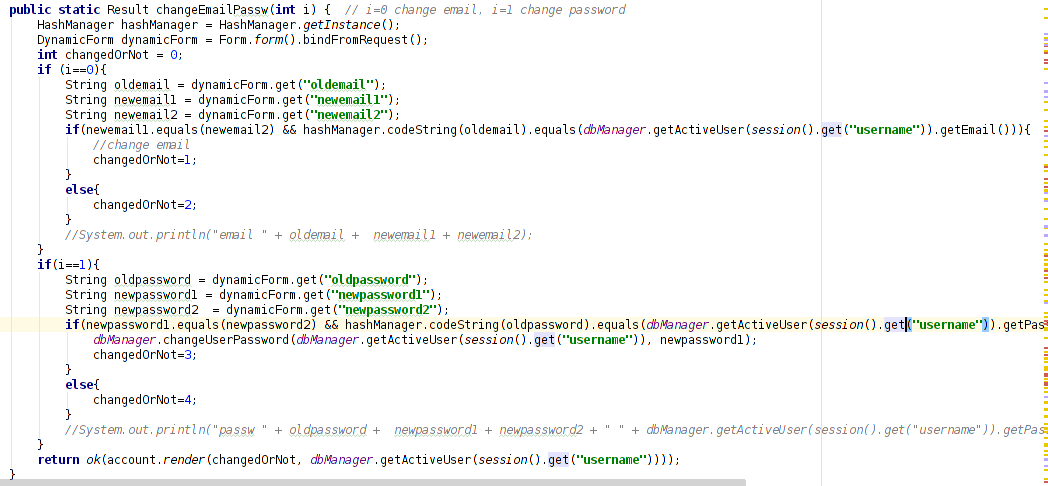 public static Result changeEmailPassw(int i) {  // i=0 change email, i=1 change password
    HashManager hashManager = HashManager.getInstance();
    DynamicForm dynamicForm = Form.form().bindFromRequest();
    int changedOrNot = 0;
    if (i==0){
        String oldemail = dynamicForm.get("oldemail");
        String newemail1 = dynamicForm.get("newemail1");
        String newemail2 = dynamicForm.get("newemail2");
        if(newemail1.equals(newemail2) && hashManager.codeString(oldemail).equals(dbManager.getActiveUser(session().get("username")).getEmail())){
            //change email
            changedOrNot=1;
        }
        else{
            changedOrNot=2;
        }
        //System.out.println("email " + oldemail +  newemail1 + newemail2);
    }
    if(i==1){
        String oldpassword = dynamicForm.get("oldpassword");
        String newpassword1 = dynamicForm.get("newpassword1");
        String newpassword2  = dynamicForm.get("newpassword2");
        if(newpassword1.equals(newpassword2) && hashManager.codeString(oldpassword).equals(dbManager.getActiveUser(session().get("username")).getPas
            dbManager.changeUserPassword(dbManager.getActiveUser(session().get("username")), newpassword1);
            changedOrNot=3;
        }
        else{
            changedOrNot=4;
        }
        //System.out.println("passw " + oldpassword +  newpassword1 + newpassword2 + " " + dbManager.getActiveUser(session().get("username")).getPas
    }
    return ok(account.render(changedOrNot, dbManager.getActiveUser(session().get("username"))));
}